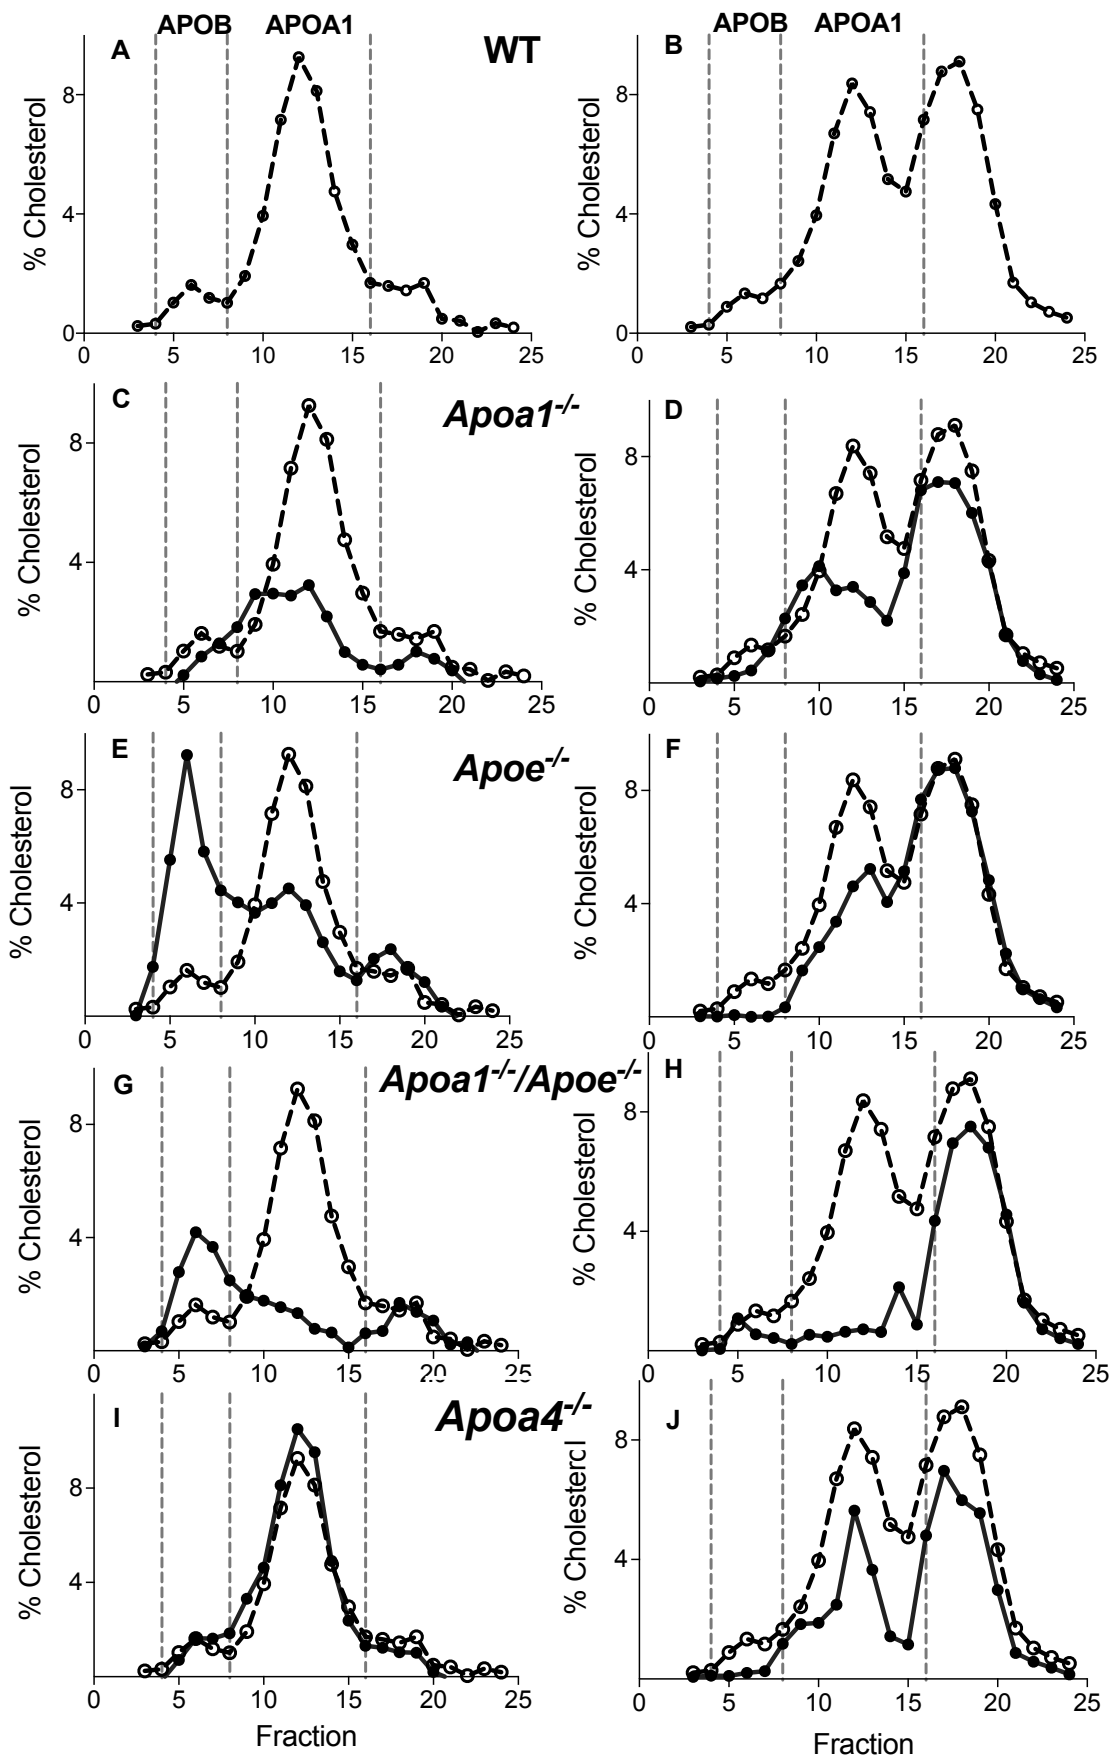 APOB APOA1 APOB APOA1
A WT B
% Cholesterol % Cholesterol
8 8
4 4
0 0
0 5 10 15 20 25 0 5 10 15 20 25
C Apoa1-/- D
% Cholesterol % Cholesterol
8 8
4 4
0 5 10 15 20 25 0 5 10 15 20 25
E Apoe-/- F
% Cholesterol % Cholesterol
8 8
4 4
0 5 10 15 20 25 0 5 10 15 20 25
G Apoa1-/-/Apoe-/- H
% Cholesterol % Cholesterol
8 8
4 4
0 5 10 15 20 25 0 5 10 15 20 25
I Apoa4-/- J
% Cholesterol % Cholesterol
8 8
4 4
0 5 10 15 20 25 0 5 10 15 20 25
Fraction Fraction